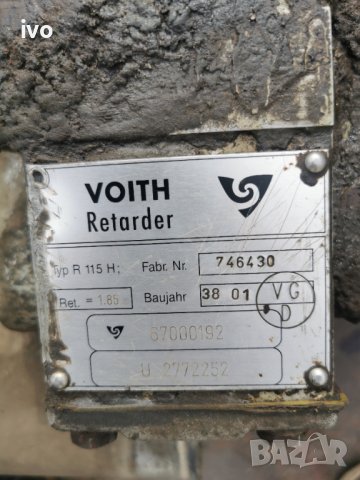 ivo
VOITH
Retarder
Typ R 115 H; Fabr. Nr. 746430
Ret. = 1.85 Baujahr 38 01 VG D
67000192
U 2772252
BAZAR